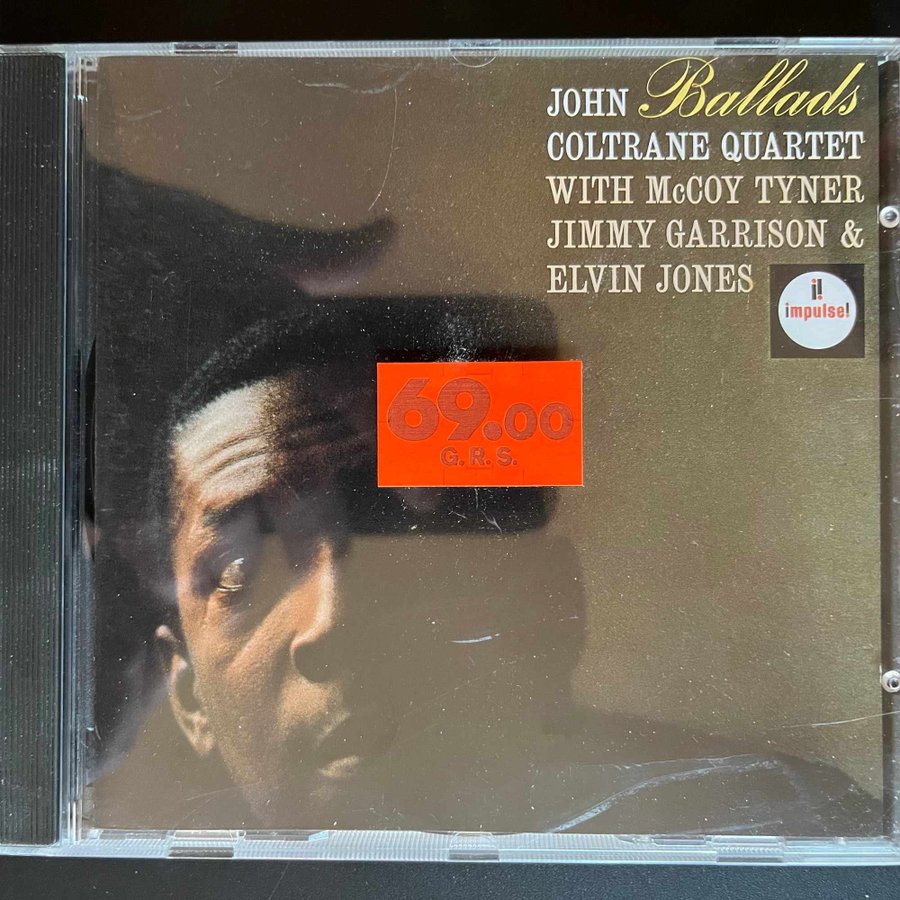 JOHN Ballads
COLTRANE QUARTET
WITH McCOY TYNER
JIMMY GARRISON &
ELVIN JONES
i!
impulse!
69.00
G.R.S.